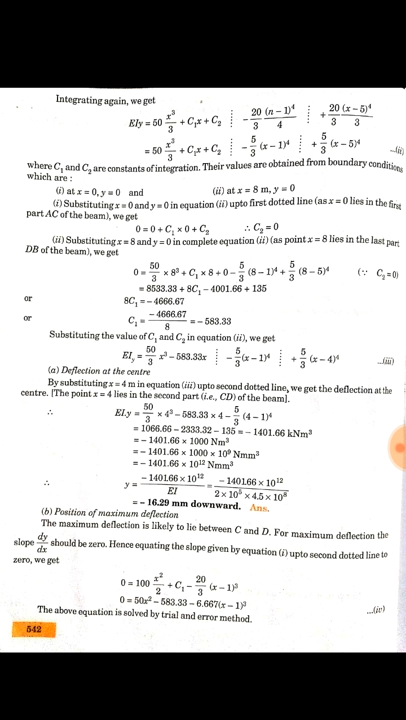 Integrating again, we get
EIy = 50 x³/3 + C₁x + C₂ ⋮ − 20/3 (n − 1)⁴/4 ⋮ + 20/3 (x − 5)⁴/3
= 50 x³/3 + C₁x + C₂ ⋮ − 5/3 (x − 1)⁴ ⋮ + 5/3 (x − 5)⁴ ...(ii)
where C₁ and C₂ are constants of integration. Their values are obtained from boundary conditions
which are :
(i) at x = 0, y = 0 and (ii) at x = 8 m, y = 0
(i) Substituting x = 0 and y = 0 in equation (ii) upto first dotted line (as x = 0 lies in the first
part AC of the beam), we get
0 = 0 + C₁ × 0 + C₂ ∴ C₂ = 0
(ii) Substituting x = 8 and y = 0 in complete equation (ii) (as point x = 8 lies in the last part
DB of the beam), we get
0 = 50/3 × 8³ + C₁ × 8 + 0 − 5/3 (8 − 1)⁴ + 5/3 (8 − 5)⁴ (∵ C₂ = 0)
= 8533.33 + 8C₁ − 4001.66 + 135
or 8C₁ = − 4666.67
or C₁ = − 4666.67/8 = − 583.33
Substituting the value of C₁ and C₂ in equation (ii), we get
EIy = 50/3 x³ − 583.33x ⋮ − 5/3 (x − 1)⁴ ⋮ + 5/3 (x − 4)⁴ ...(iii)
(a) Deflection at the centre
By substituting x = 4 m in equation (iii) upto second dotted line, we get the deflection at the
centre. [The point x = 4 lies in the second part (i.e., CD) of the beam].
∴ EI.y = 50/3 × 4³ − 583.33 × 4 − 5/3 (4 − 1)⁴
= 1066.66 − 2333.32 − 135 = − 1401.66 kNm³
= − 1401.66 × 1000 Nm³
= − 1401.66 × 1000 × 10⁹ Nmm³
= − 1401.66 × 10¹² Nmm³
∴ y = − 1401.66 × 10¹²/EI = − 1401.66 × 10¹²/2 × 10⁵ × 4.5 × 10⁸
= − 16.29 mm downward. Ans.
(b) Position of maximum deflection
The maximum deflection is likely to lie between C and D. For maximum deflection the
slope dy/dx should be zero. Hence equating the slope given by equation (i) upto second dotted line to
zero, we get
0 = 100 x²/2 + C₁ − 20/3 (x − 1)³
0 = 50x² − 583.33 − 6.667(x − 1)³ ...(iv)
The above equation is solved by trial and error method.
542